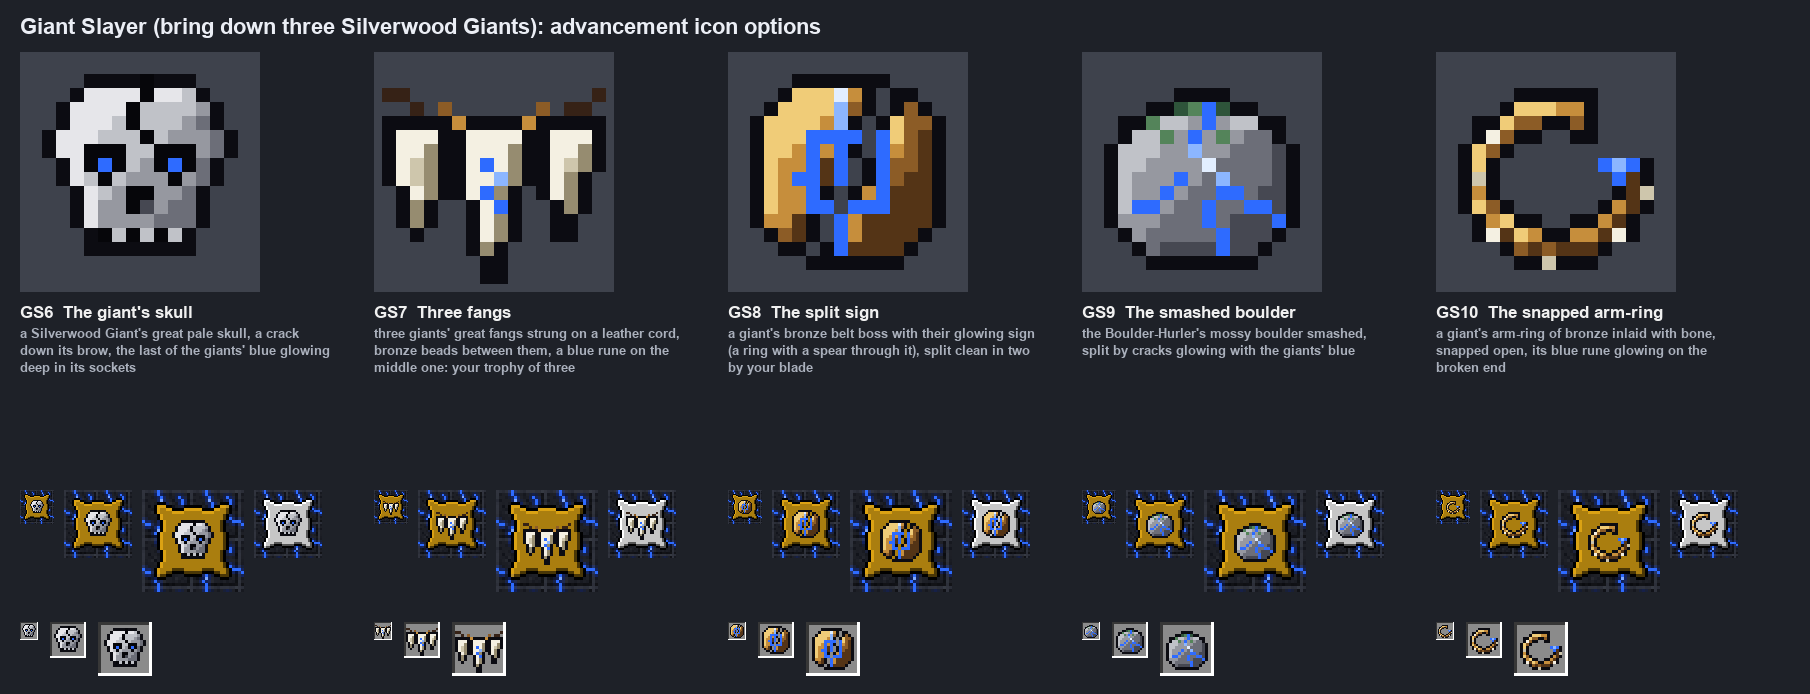 Giant Slayer (bring down three Silverwood Giants): advancement icon options
GS6 The giant's skull
a Silverwood Giant's great pale skull, a crack
down its brow, the last of the giants' blue glowing
deep in its sockets
GS7 Three fangs
three giants' great fangs strung on a leather cord,
bronze beads between them, a blue rune on the
middle one: your trophy of three
GS8 The split sign
a giant's bronze belt boss with their glowing sign
(a ring with a spear through it), split clean in two
by your blade
GS9 The smashed boulder
the Boulder-Hurler's mossy boulder smashed,
split by cracks glowing with the giants' blue
GS10 The snapped arm-ring
a giant's arm-ring of bronze inlaid with bone,
snapped open, its blue rune glowing on the
broken end